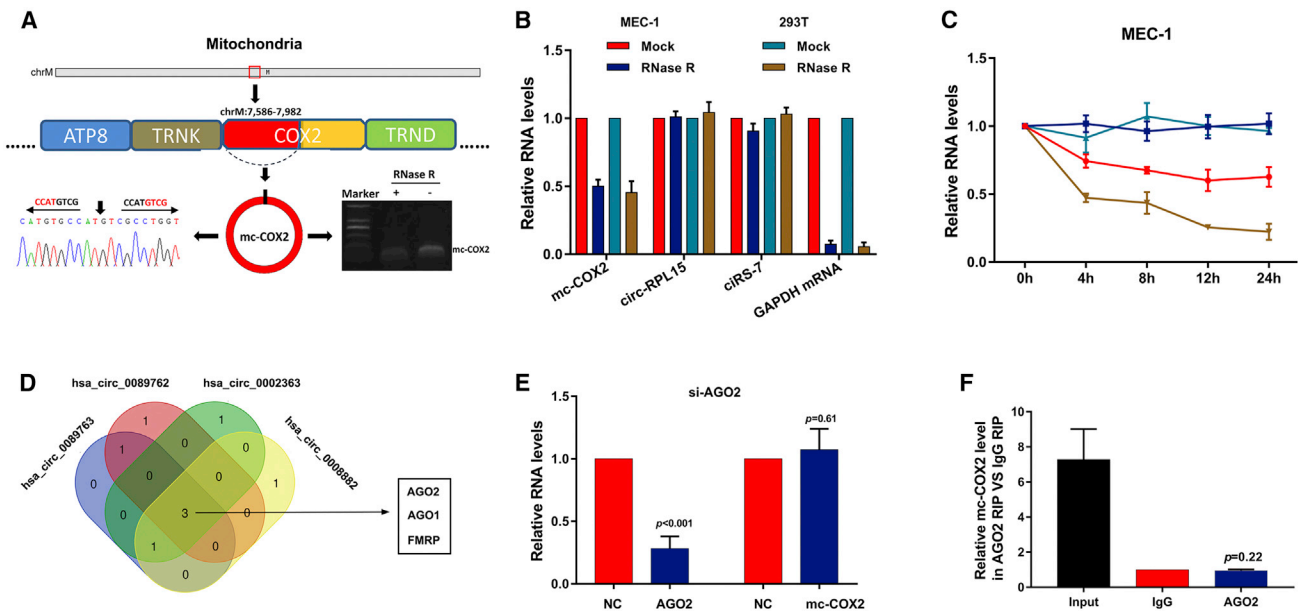 A
Mitochondria
chrM
M
chrM:7,586-7,982
ATP8
TRNK
COX2
TRND
CCATGTCG
CCATGTCG
CATGTGCCATGTCGCCTGGT
mc-COX2
RNase R
Marker
+
-
mc-COX2
B
MEC-1
293T
Mock
RNase R
Mock
RNase R
Relative RNA levels
1.5
1.0
0.5
0.0
mc-COX2
circ-RPL15
ciRS-7
GAPDH mRNA
C
MEC-1
Relative RNA levels
1.5
1.0
0.5
0.0
0h
4h
8h
12h
24h
D
hsa_circ_0089763
hsa_circ_0089762
hsa_circ_0002363
hsa_circ_0008882
1
1
1
0
0
0
1
0
0
3
0
1
0
0
AGO2
AGO1
FMRP
E
si-AGO2
Relative RNA levels
1.5
1.0
0.5
0.0
p<0.001
p=0.61
NC
AGO2
NC
mc-COX2
F
Relative mc-COX2 level
in AGO2 RIP VS IgG RIP
10
8
6
4
2
0
p=0.22
Input
IgG
AGO2